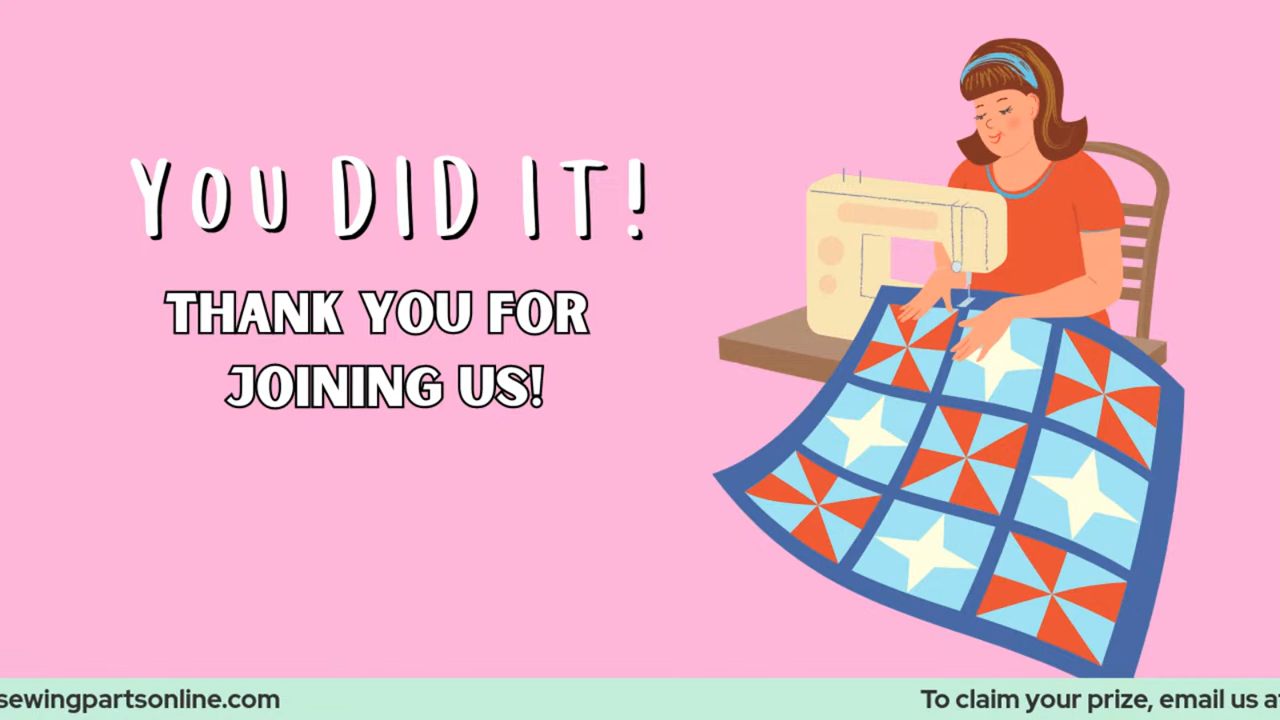 YOU DID IT!
THANK YOU FOR
JOINING US!
sewingpartsonline.com
To claim your prize, email us